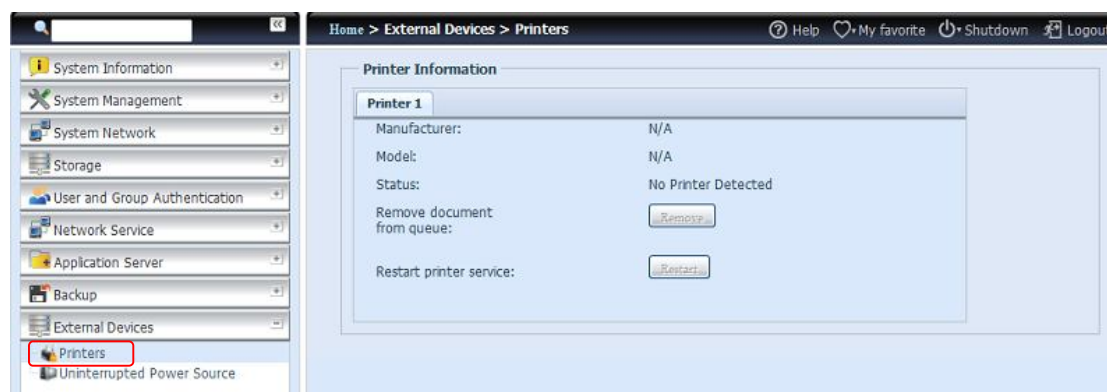 Home > External Devices > Printers
Help My favorite Shutdown Logout
System Information
System Management
System Network
Storage
User and Group Authentication
Network Service
Application Server
Backup
External Devices
Printers
Uninterrupted Power Source
Printer Information
Printer 1
Manufacturer: N/A
Model: N/A
Status: No Printer Detected
Remove document
from queue: Remove
Restart printer service: Restart